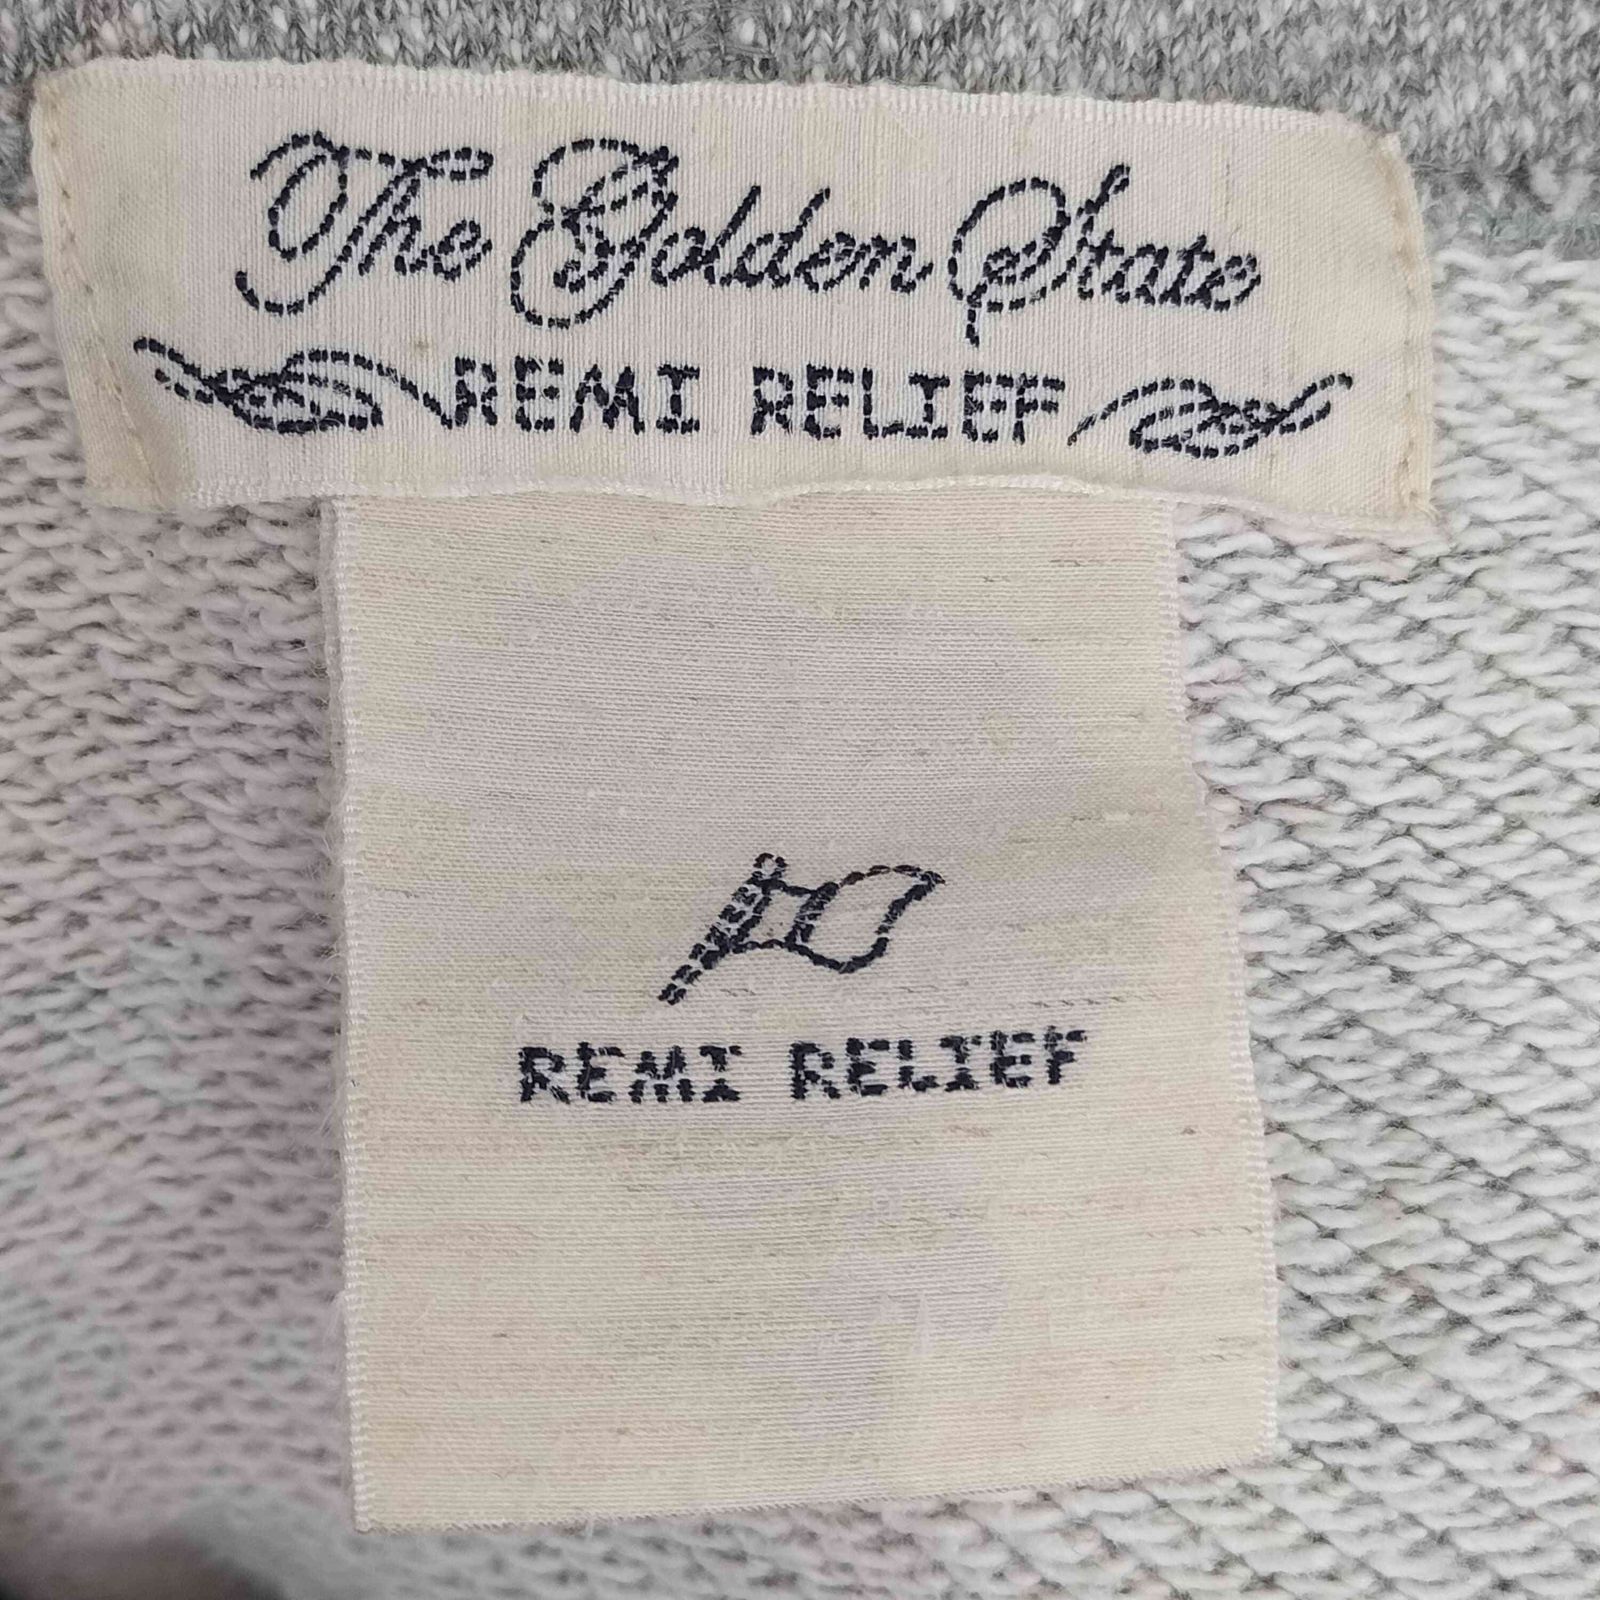 The Golden State
REMI RELIEF
REMI RELIEF